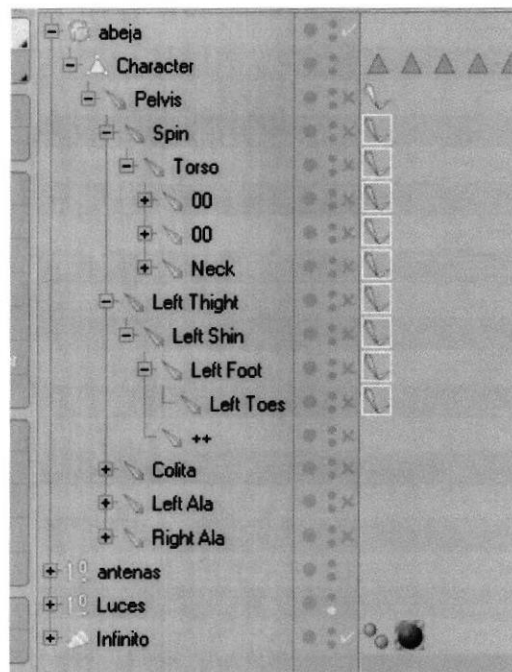 abeja
Character
Pelvis
Spin
Torso
00
00
Neck
Left Thight
Left Shin
Left Foot
Left Toes
++
Colita
Left Ala
Right Ala
antenas
Luces
Infinito